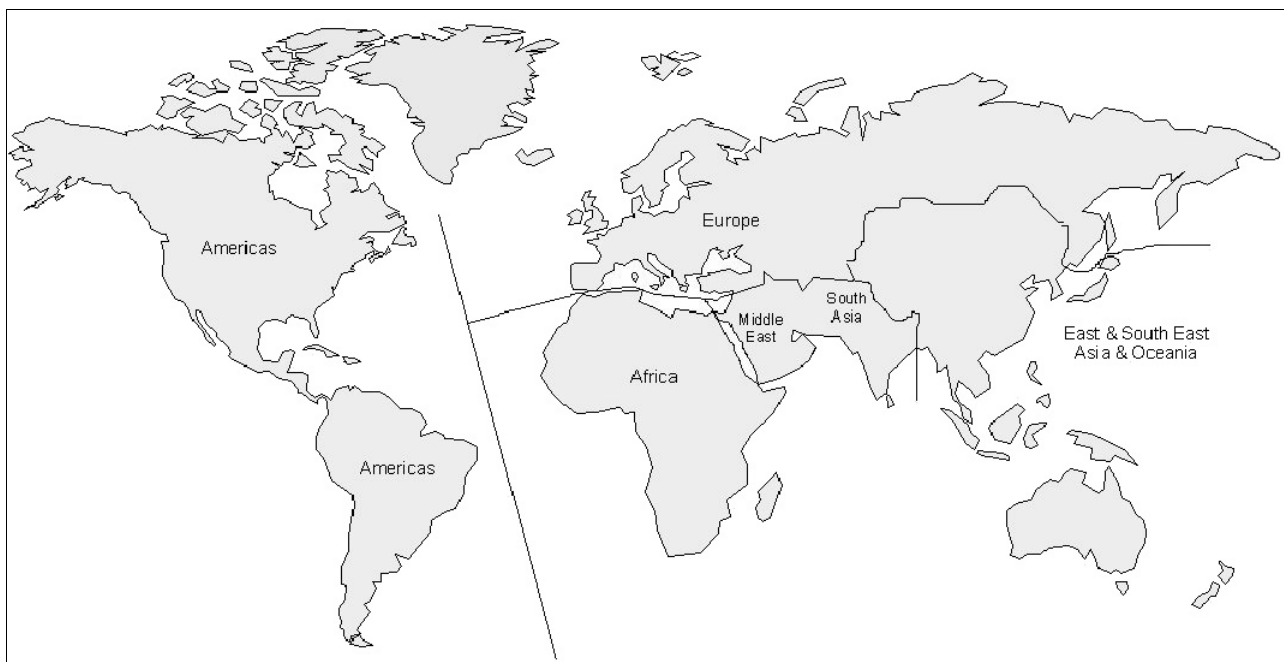 Europe
Americas
South
Asia
Middle
East
East & South East
Asia & Oceania
Africa
Americas